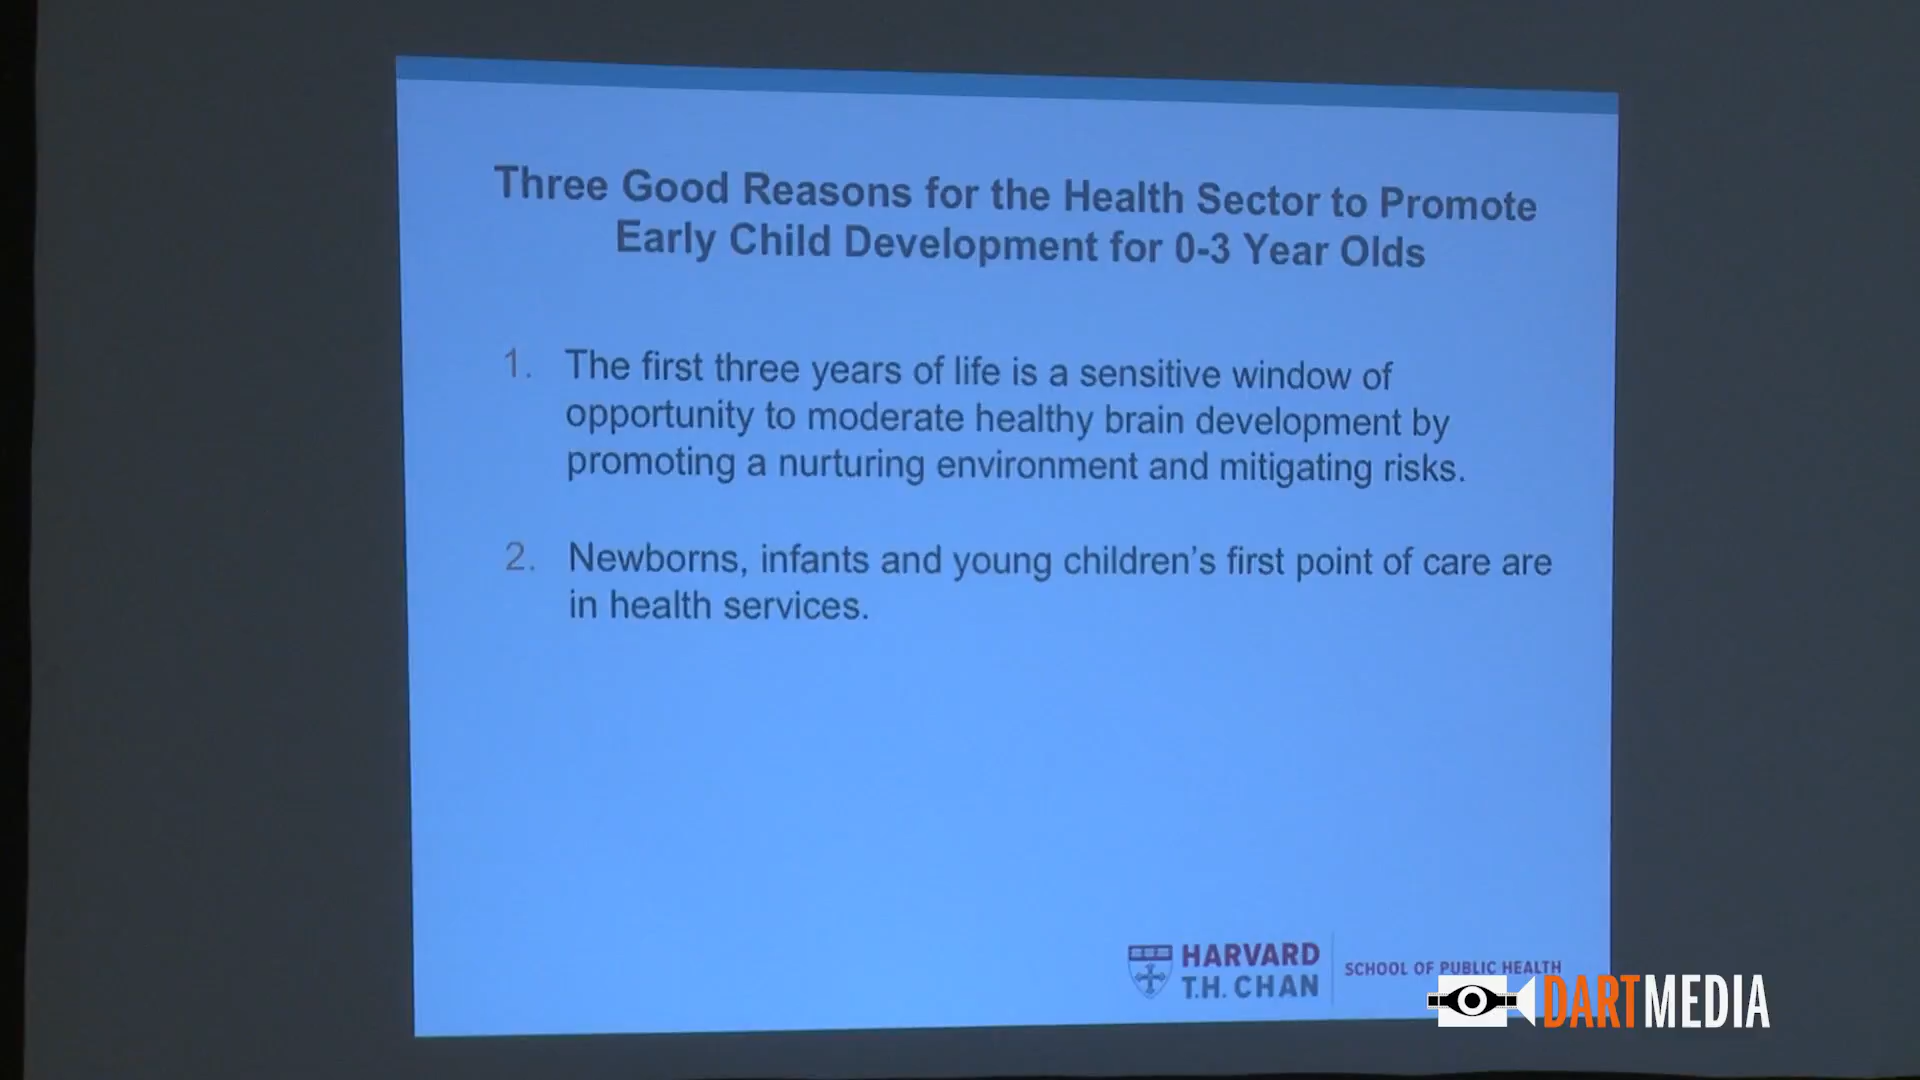 Three Good Reasons for the Health Sector to Promote
Early Child Development for 0-3 Year Olds
1. The first three years of life is a sensitive window of
opportunity to moderate healthy brain development by
promoting a nurturing environment and mitigating risks.
2. Newborns, infants and young children's first point of care are
in health services.
HARVARD
T.H. CHAN
SCHOOL OF PUBLIC HEALTH
DARTMEDIA